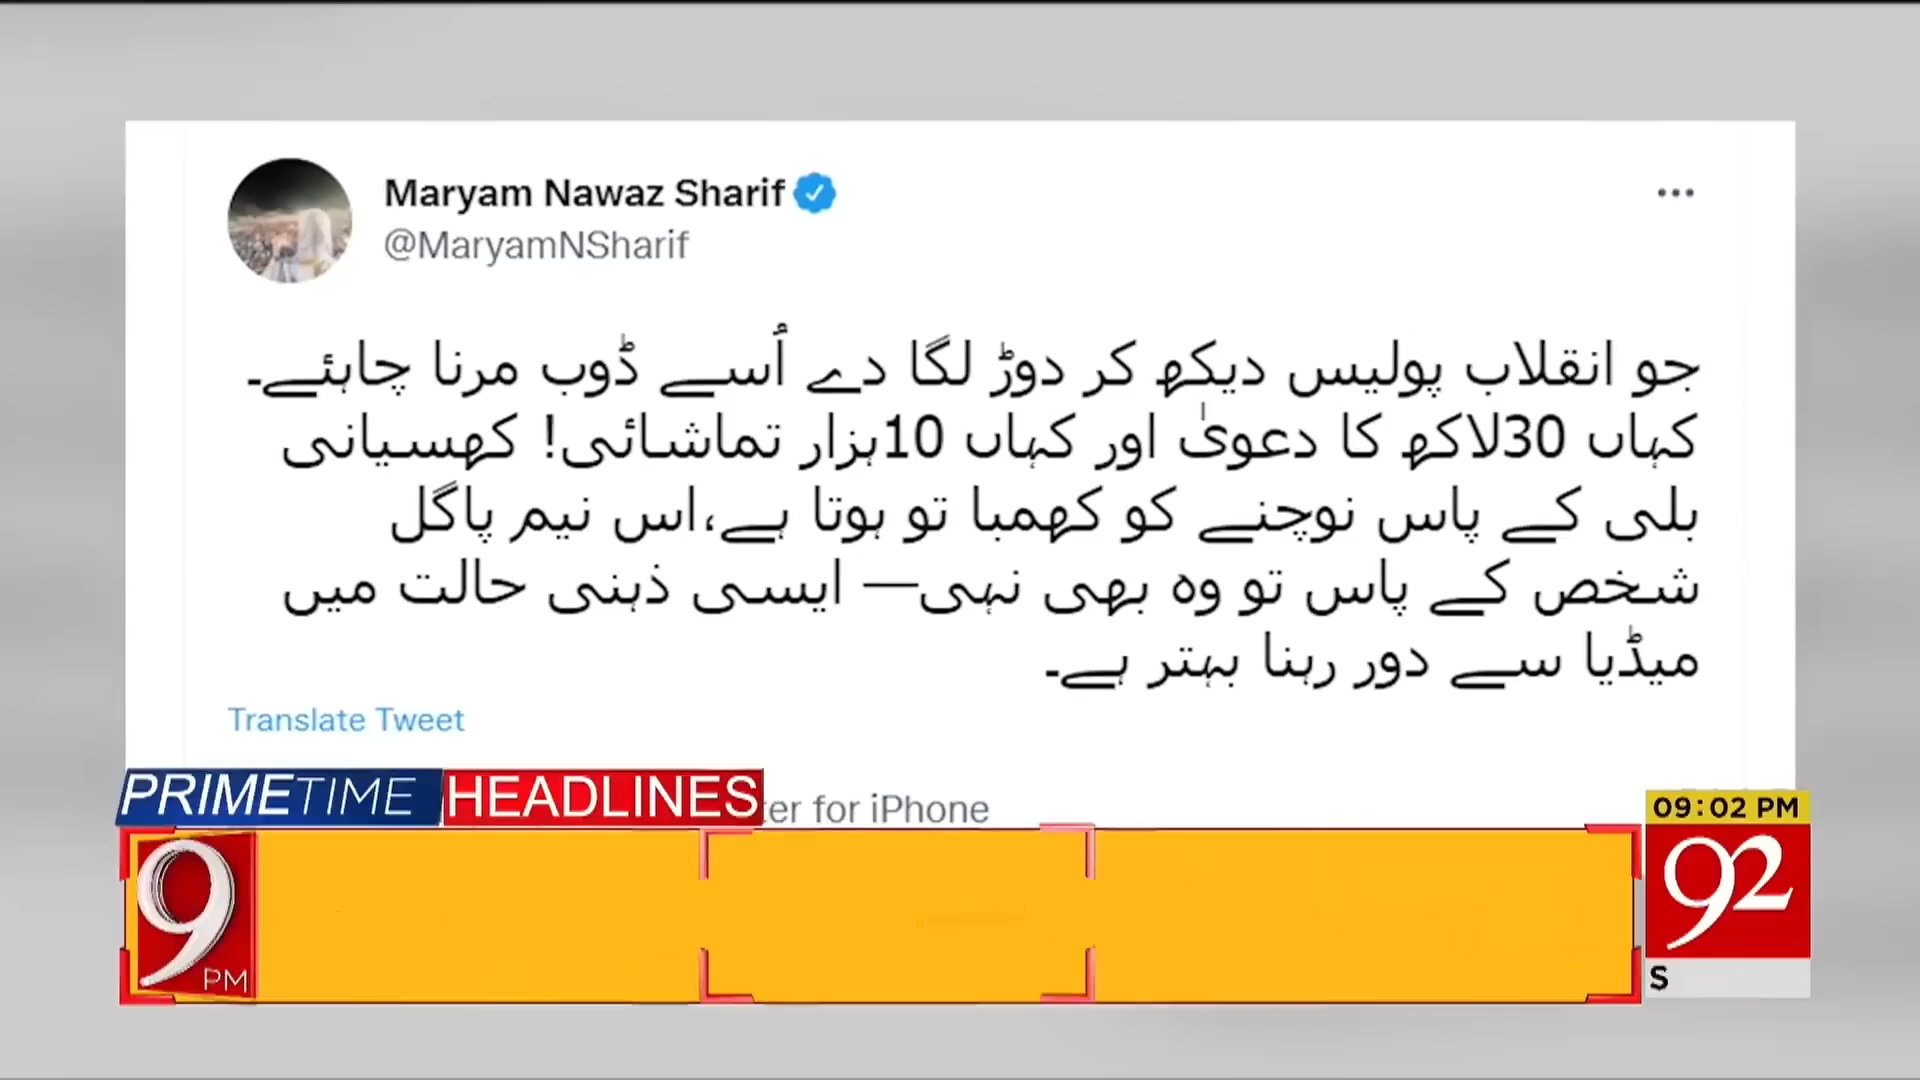 Maryam Nawaz Sharif
@MaryamNSharif
جو انقلاب پولیس دیکھ کر دوڑ لگا دے اُسے ڈوب مرنا چاہئے۔
کہاں 30لاکھ کا دعویٰ اور کہاں 10ہزار تماشائی! کھسیانی
بلی کے پاس نوچنے کو کھمبا تو ہوتا ہے،اس نیم پاگل
شخص کے پاس تو وہ بھی نہی— ایسی ذہنی حالت میں
میڈیا سے دور رہنا بہتر ہے۔
Translate Tweet
PRIMETIME HEADLINES
ter for iPhone
09:02 PM
9 PM
92
S